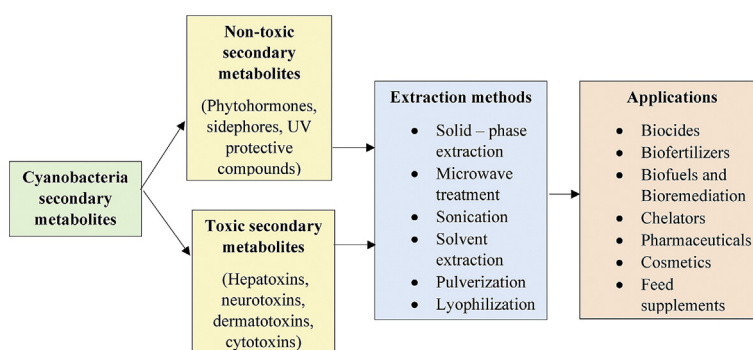 Cyanobacteria
secondary
metabolites
Non-toxic
secondary
metabolites
(Phytohormones,
sidephores, UV
protective
compounds)
Toxic secondary
metabolites
(Hepatoxins,
neurotoxins,
dermatotoxins,
cytotoxins)
Extraction methods
• Solid – phase
extraction
• Microwave
treatment
• Sonication
• Solvent
extraction
• Pulverization
• Lyophilization
Applications
• Biocides
• Biofertilizers
• Biofuels and
Bioremediation
• Chelators
• Pharmaceuticals
• Cosmetics
• Feed
supplements